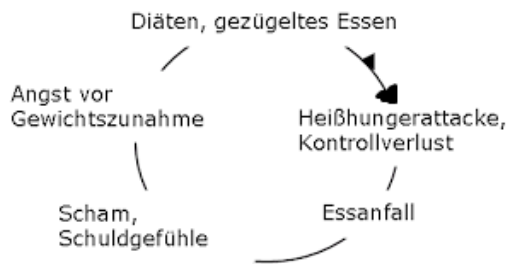 Diäten, gezügeltes Essen
Heißhungerattacke,
Kontrollverlust
Essanfall
Scham,
Schuldgefühle
Angst vor
Gewichtszunahme